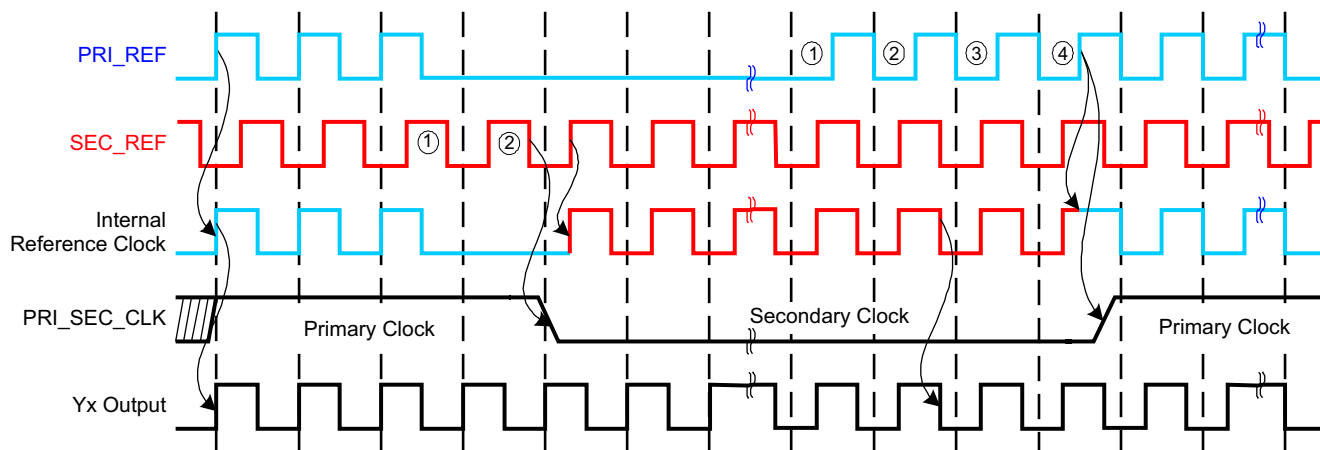 PRI_REF
① ② ③ ④
SEC_REF
① ②
Internal
Reference Clock
PRI_SEC_CLK
Primary Clock
Secondary Clock
Primary Clock
Yx Output